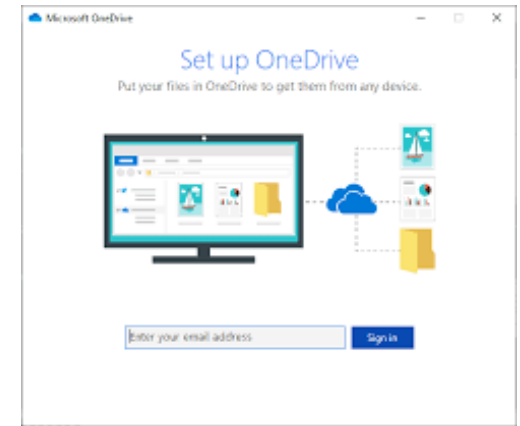 Microsoft OneDrive
Set up OneDrive
Put your files in OneDrive to get them from any device.
Enter your email address
Sign in